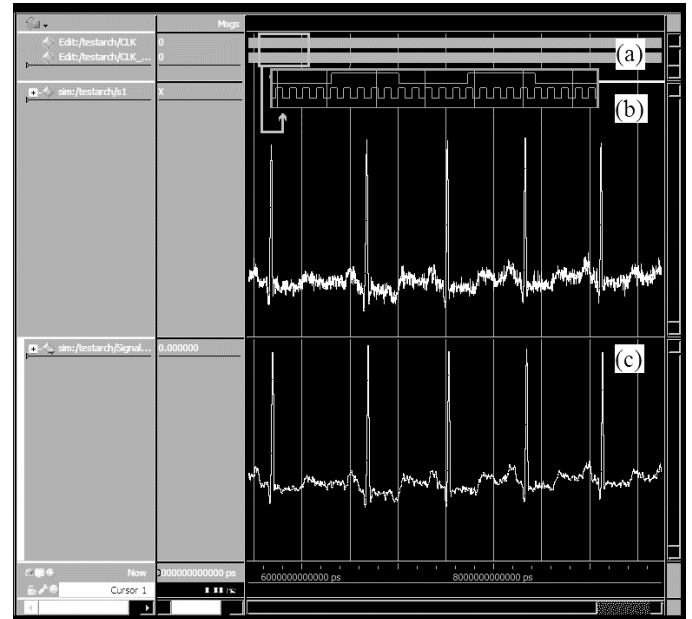 Msgs
Edit:/testarch/CLK 0
Edit:/testarch/CLK_... 0
(a)
sim:/testarch/s1 X
(b)
sim:/testarch/Signal... 0.000000
(c)
Now 000000000000 ps
6000000000000 ps 8000000000000 ps
Cursor 1